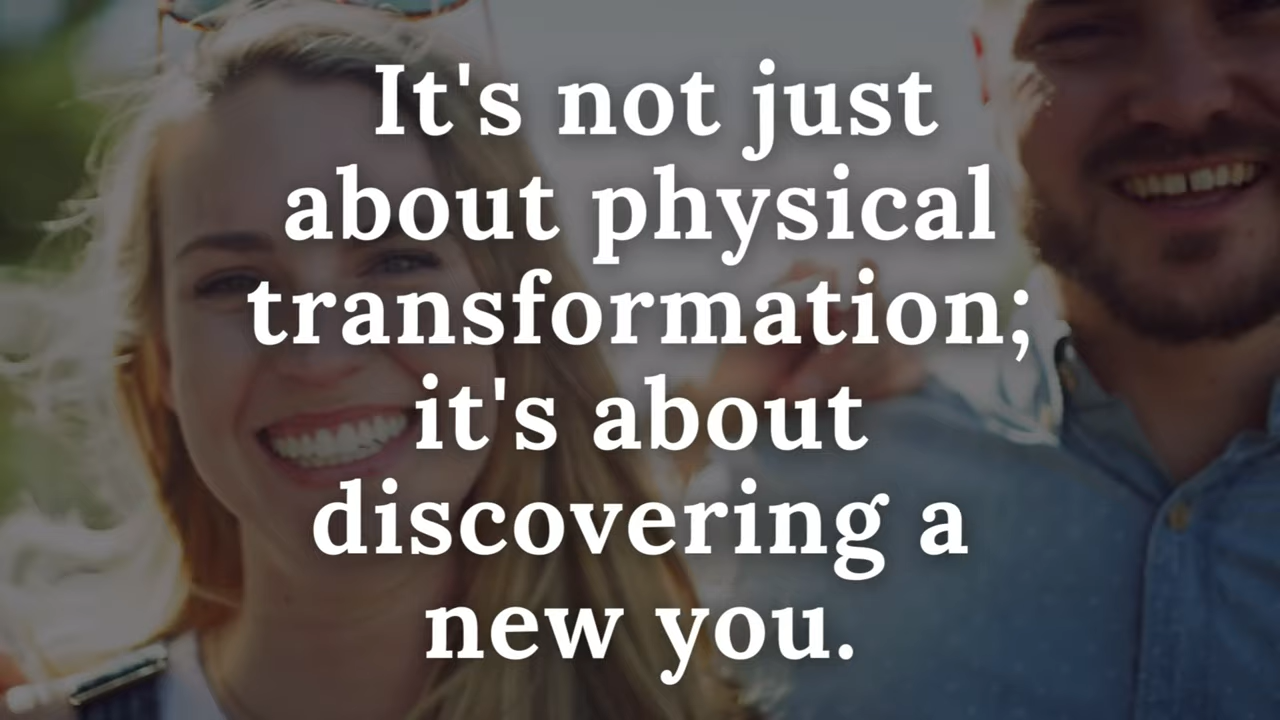 It's not just
about physical
transformation;
it's about
discovering a
new you.